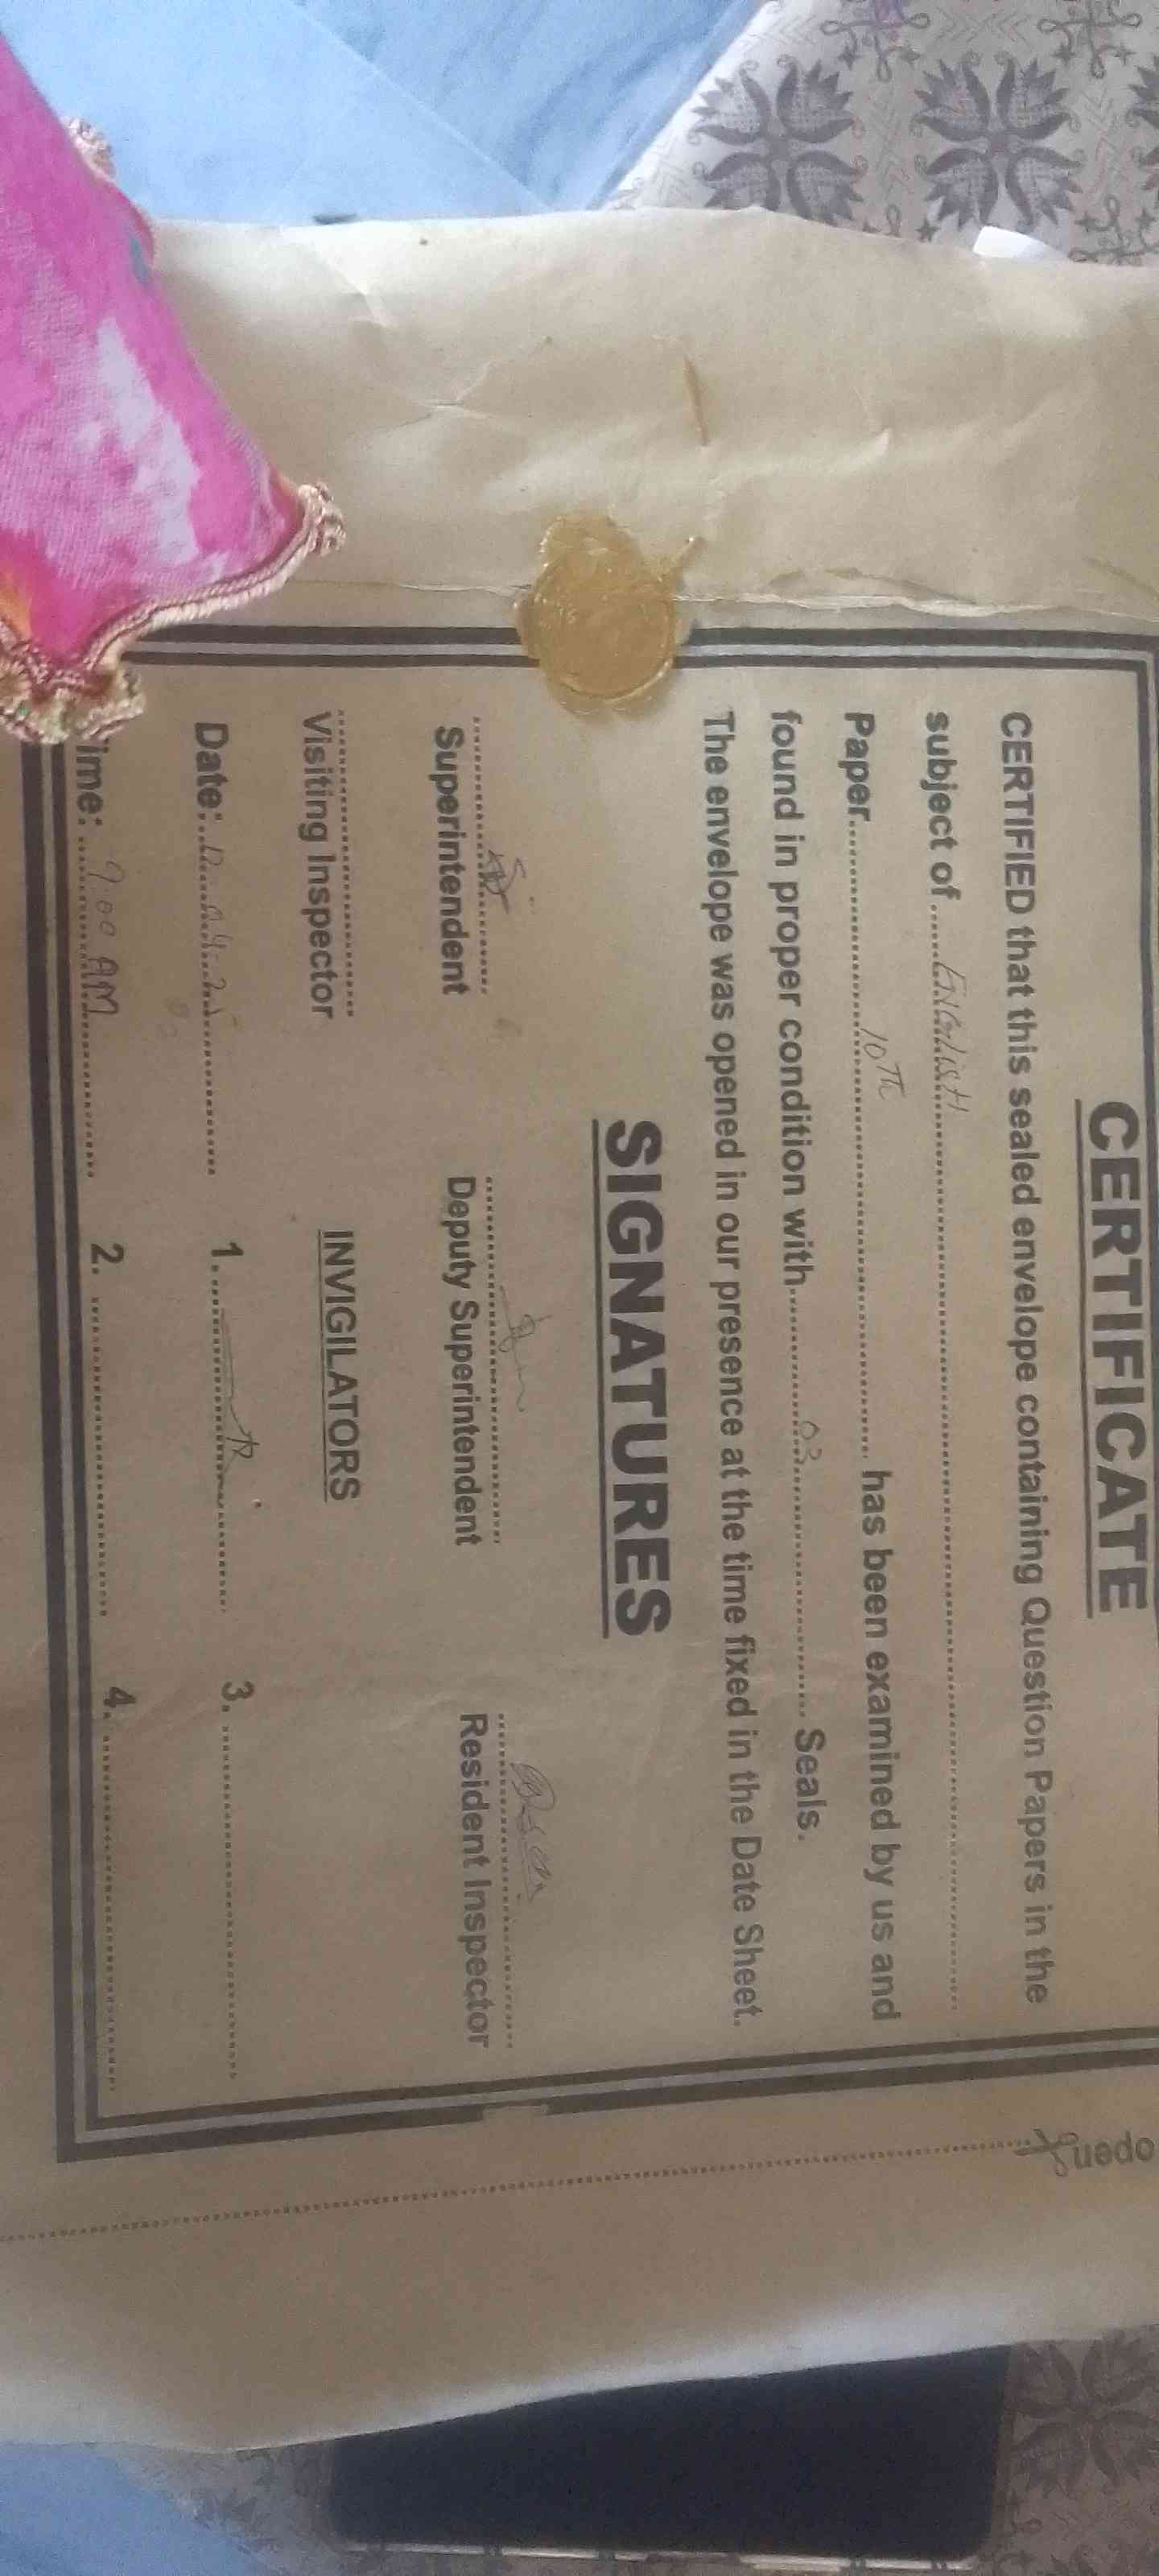 CERTIFICATE
CERTIFIED that this sealed envelope containing Question Papers in the
subject of ..... ENGLISH ..............................
Paper.............. 10Th .............. has been examined by us and
found in proper condition with.............. 03 .............. Seals.
The envelope was opened in our presence at the time fixed in the Date Sheet.
SIGNATURES
Superintendent Deputy Superintendent Resident Inspector
Visiting Inspector INVIGILATORS
Date: 1. 3.
ime: 9:00 AM 2. 4.
open